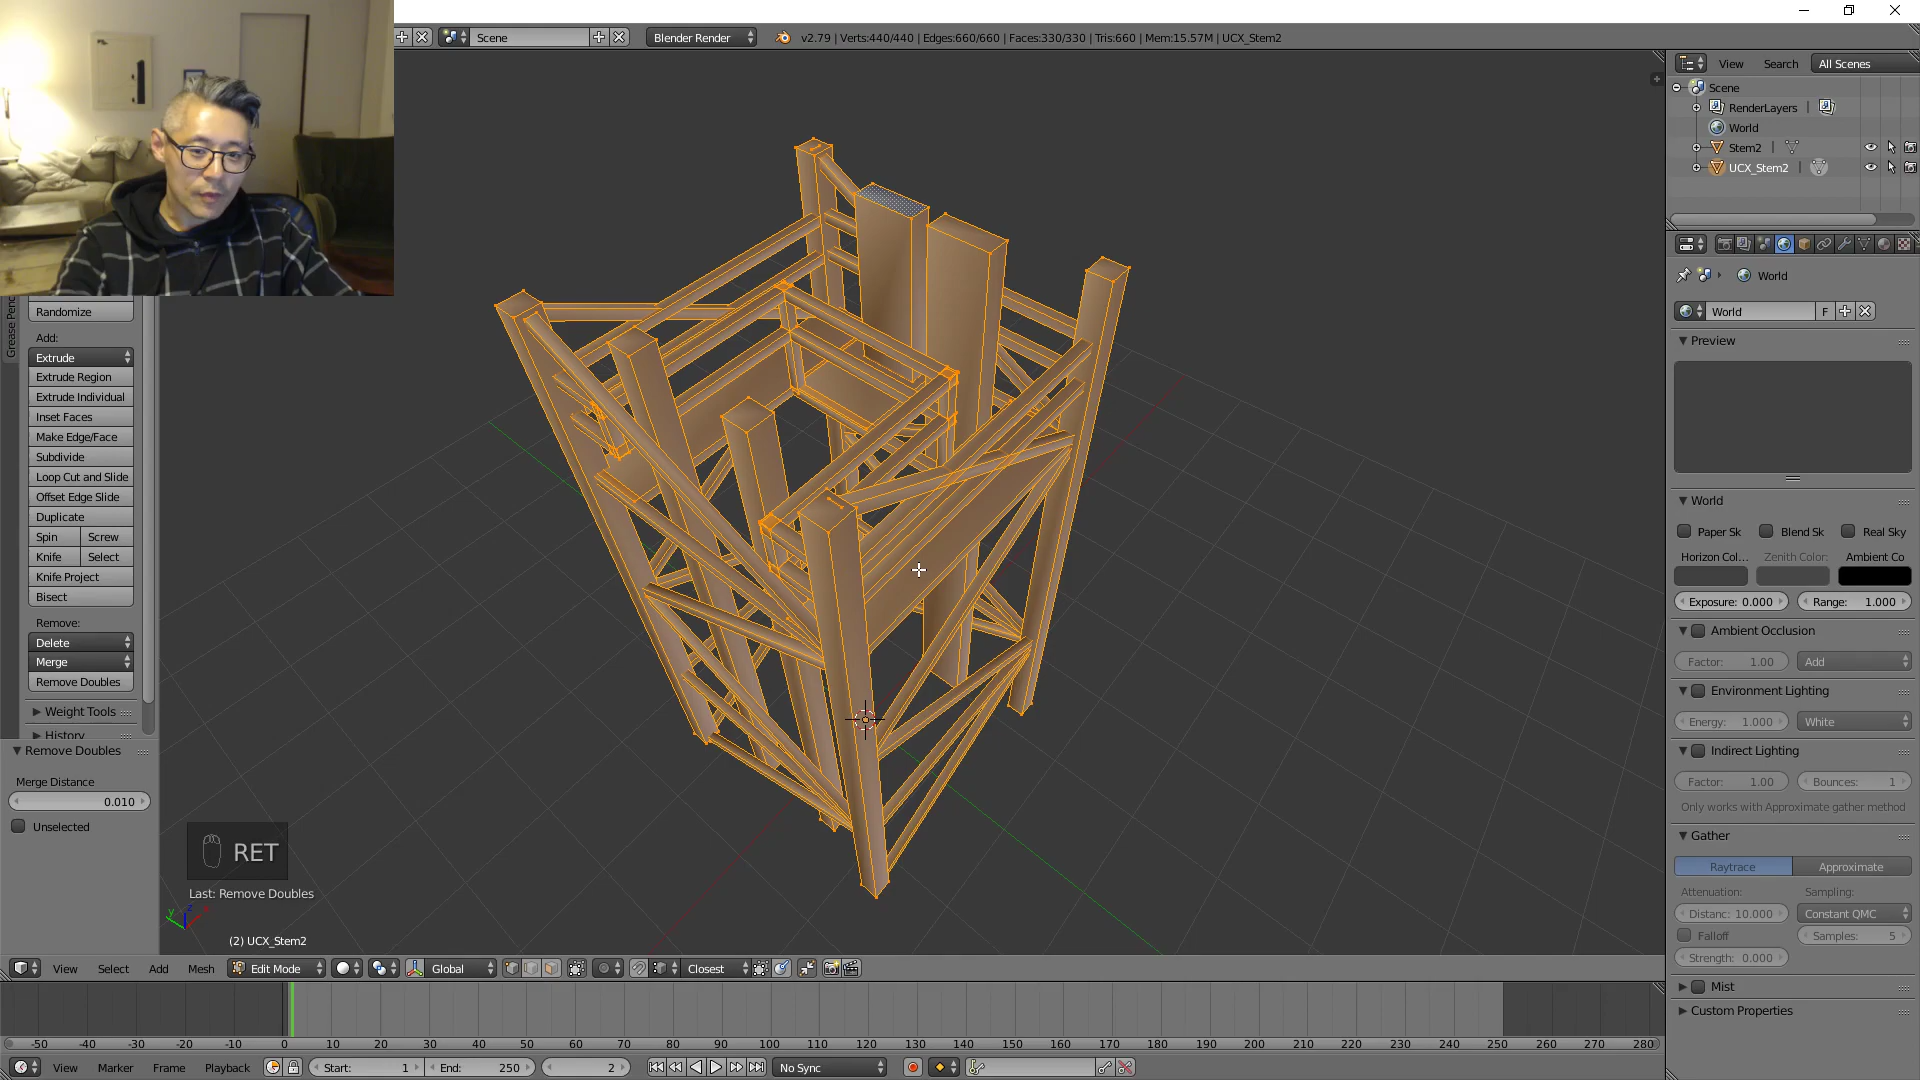 Scene
Blender Render
v2.79 | Verts:440/440 | Edges:660/660 | Faces:330/330 | Tris:660 | Mem:15.57M | UCX_Stem2
View
Search
All Scenes
Scene
RenderLayers
World
Stem2
UCX_Stem2
World
World
F
Preview
World
Paper Sk
Blend Sk
Real Sky
Horizon Col...
Zenith Color:
Ambient Co
Exposure: 0.000
Range: 1.000
Ambient Occlusion
Factor: 1.00
Add
Environment Lighting
Energy: 1.000
White
Indirect Lighting
Factor: 1.00
Bounces: 1
Only works with Approximate gather method
Gather
Raytrace
Approximate
Attenuation:
Sampling:
Distanc: 10.000
Constant QMC
Falloff
Samples: 5
Strength: 0.000
Mist
Custom Properties
Grease Penc
Randomize
Add:
Extrude
Extrude Region
Extrude Individual
Inset Faces
Make Edge/Face
Subdivide
Loop Cut and Slide
Offset Edge Slide
Duplicate
Spin
Screw
Knife
Select
Knife Project
Bisect
Remove:
Delete
Merge
Remove Doubles
Weight Tools
History
Remove Doubles
Merge Distance
0.010
Unselected
RET
Last: Remove Doubles
(2) UCX_Stem2
View
Select
Add
Mesh
Edit Mode
Global
Closest
-50 -40 -30 -20 -10 0 10 20 30 40 50 60 70 80 90 100 110 120 130 140 150 160 170 180 190 200 210 220 230 240 250 260 270 280
View
Marker
Frame
Playback
Start: 1
End: 250
2
No Sync